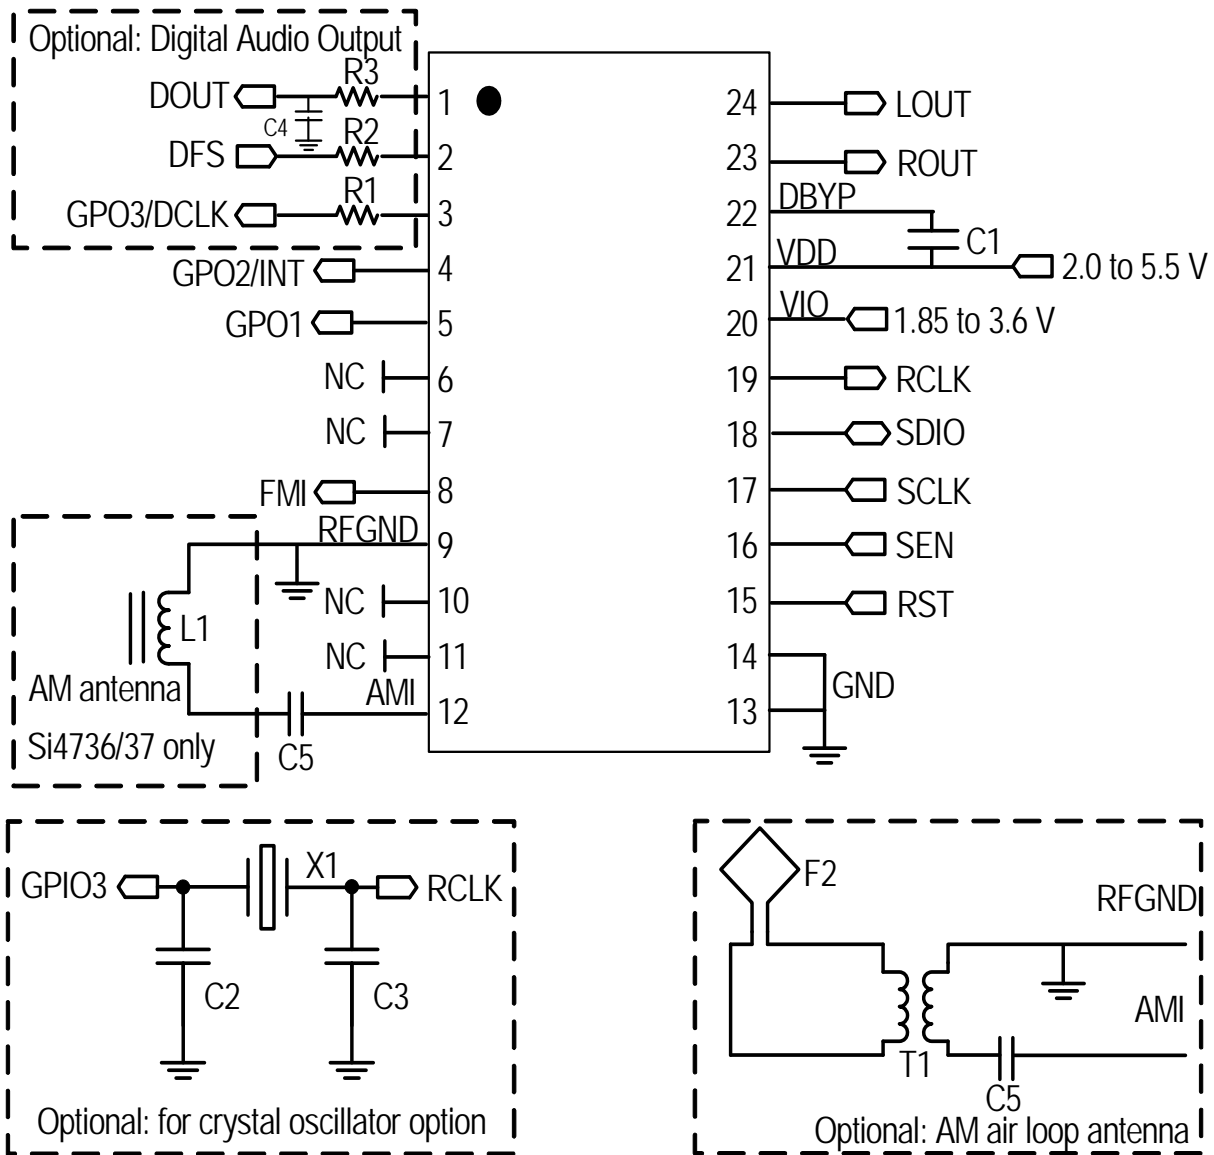 Optional: Digital Audio Output
DOUT
R3
1
C4
DFS
R2
2
GPO3/DCLK
R1
3
GPO2/INT
4
GPO1
5
NC
6
NC
7
FMI
8
RFGND
9
NC
10
NC
11
AMI
12
L1
AM antenna
Si4736/37 only
C5
24
LOUT
23
ROUT
22
DBYP
C1
21
VDD
2.0 to 5.5 V
20
VIO
1.85 to 3.6 V
19
RCLK
18
SDIO
17
SCLK
16
SEN
15
RST
14
GND
13
GPIO3
X1
RCLK
C2
C3
Optional: for crystal oscillator option
F2
RFGND
AMI
T1
C5
Optional: AM air loop antenna